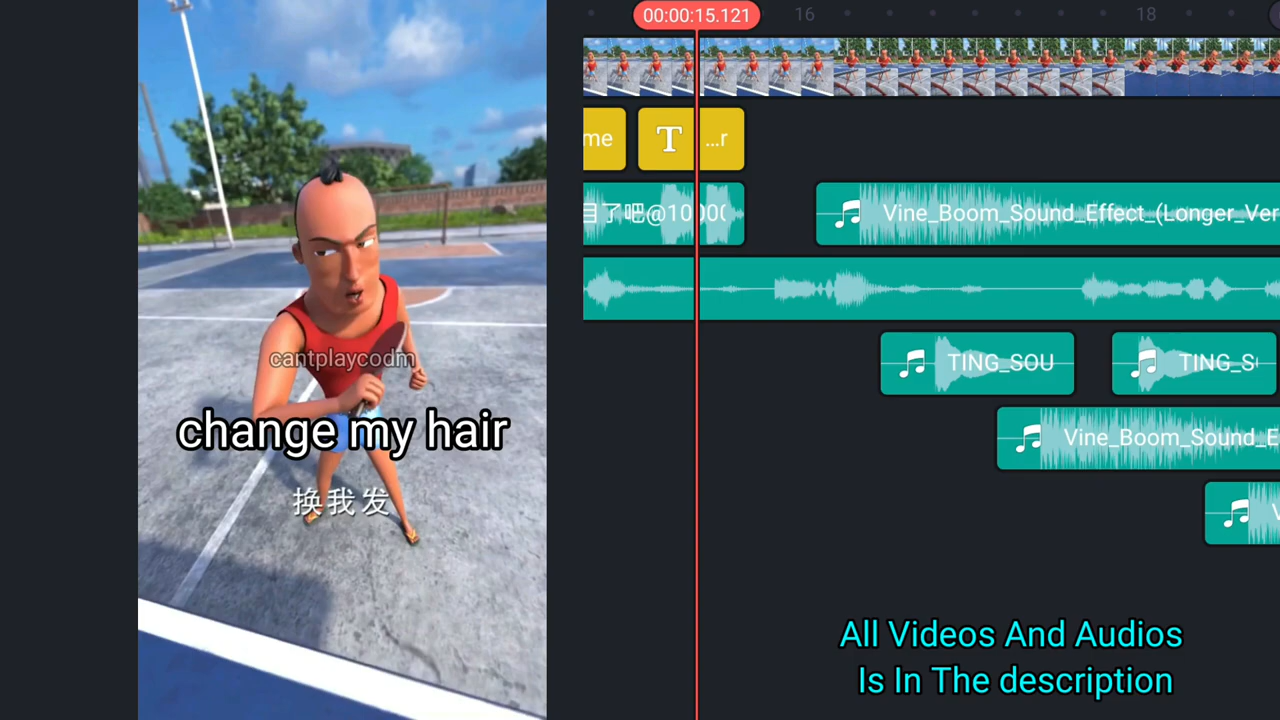 00:00:15.121
16
18
me
T
...r
目了吧@10000
Vine_Boom_Sound_Effect_(Longer_Ver
cantplaycodm
TING_SOU
TING_S
change my hair
Vine_Boom_Sound_E
换我发
All Videos And Audios
Is In The description